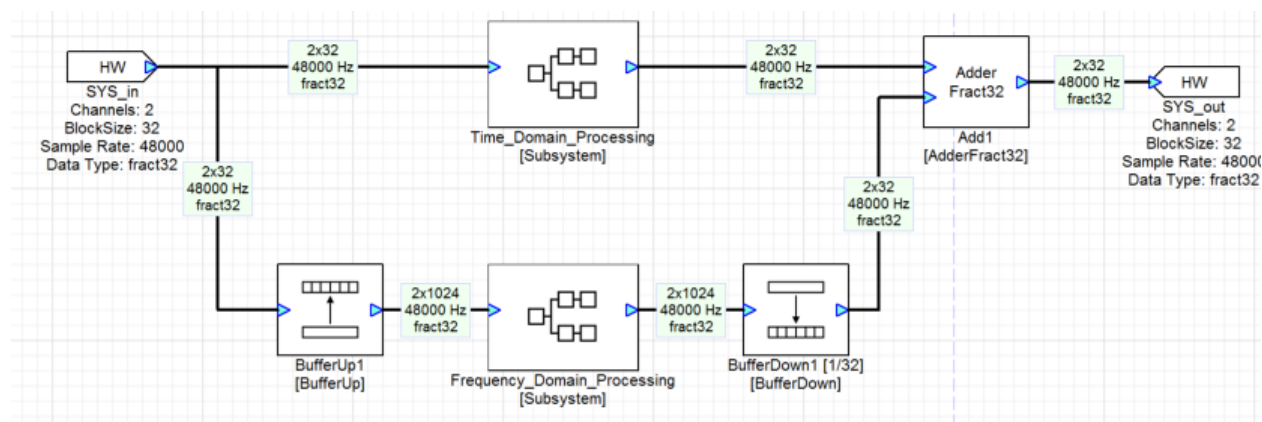 HW
SYS_in
Channels: 2
BlockSize: 32
Sample Rate: 48000
Data Type: fract32
2x32
48000 Hz
fract32
Time_Domain_Processing
[Subsystem]
2x32
48000 Hz
fract32
Adder
Fract32
Add1
[AdderFract32]
2x32
48000 Hz
fract32
HW
SYS_out
Channels: 2
BlockSize: 32
Sample Rate: 48000
Data Type: fract32
2x32
48000 Hz
fract32
2x32
48000 Hz
fract32
BufferUp1
[BufferUp]
2x1024
48000 Hz
fract32
Frequency_Domain_Processing
[Subsystem]
2x1024
48000 Hz
fract32
BufferDown1 [1/32]
[BufferDown]